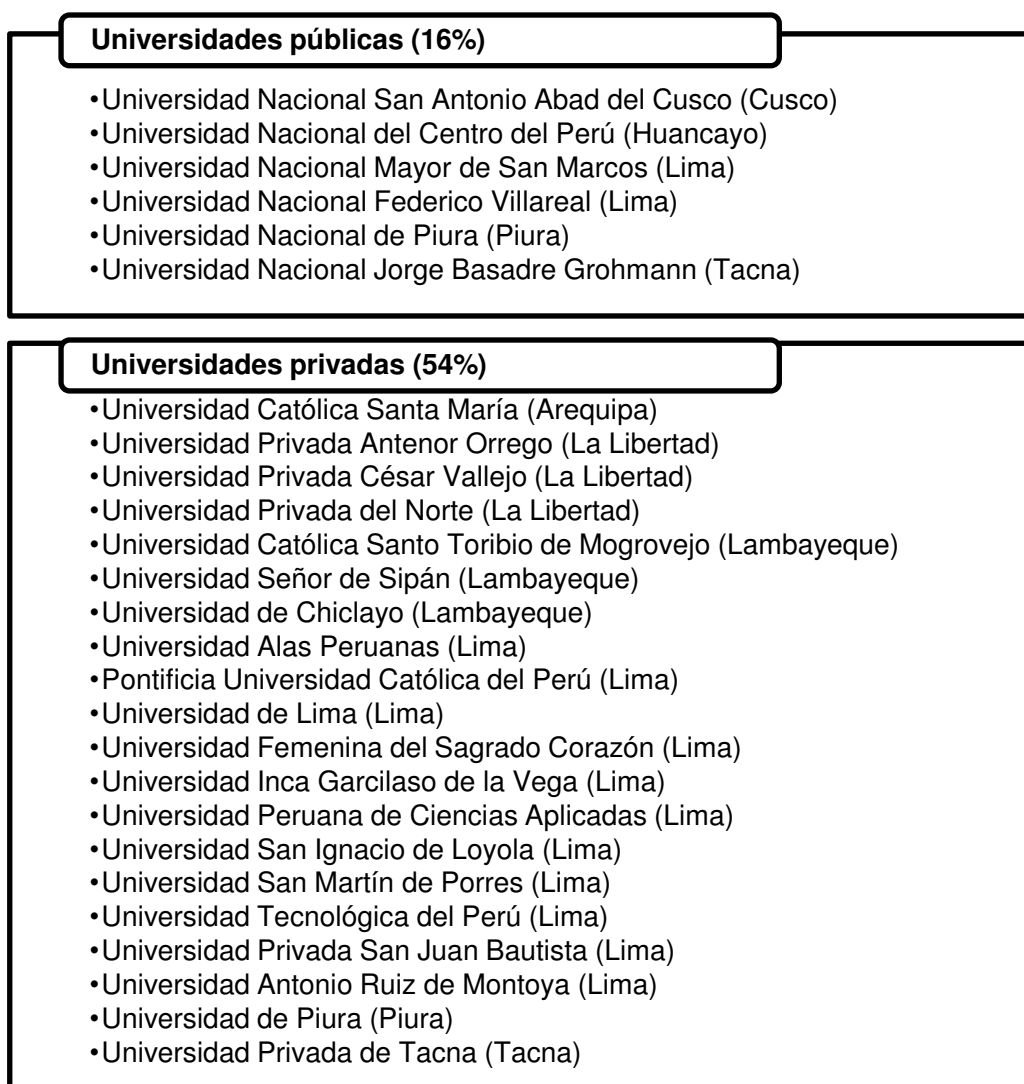 Universidades públicas (16%)
•Universidad Nacional San Antonio Abad del Cusco (Cusco)
•Universidad Nacional del Centro del Perú (Huancayo)
•Universidad Nacional Mayor de San Marcos (Lima)
•Universidad Nacional Federico Villareal (Lima)
•Universidad Nacional de Piura (Piura)
•Universidad Nacional Jorge Basadre Grohmann (Tacna)
Universidades privadas (54%)
•Universidad Católica Santa María (Arequipa)
•Universidad Privada Antenor Orrego (La Libertad)
•Universidad Privada César Vallejo (La Libertad)
•Universidad Privada del Norte (La Libertad)
•Universidad Católica Santo Toribio de Mogrovejo (Lambayeque)
•Universidad Señor de Sipán (Lambayeque)
•Universidad de Chiclayo (Lambayeque)
•Universidad Alas Peruanas (Lima)
•Pontificia Universidad Católica del Perú (Lima)
•Universidad de Lima (Lima)
•Universidad Femenina del Sagrado Corazón (Lima)
•Universidad Inca Garcilaso de la Vega (Lima)
•Universidad Peruana de Ciencias Aplicadas (Lima)
•Universidad San Ignacio de Loyola (Lima)
•Universidad San Martín de Porres (Lima)
•Universidad Tecnológica del Perú (Lima)
•Universidad Privada San Juan Bautista (Lima)
•Universidad Antonio Ruiz de Montoya (Lima)
•Universidad de Piura (Piura)
•Universidad Privada de Tacna (Tacna)